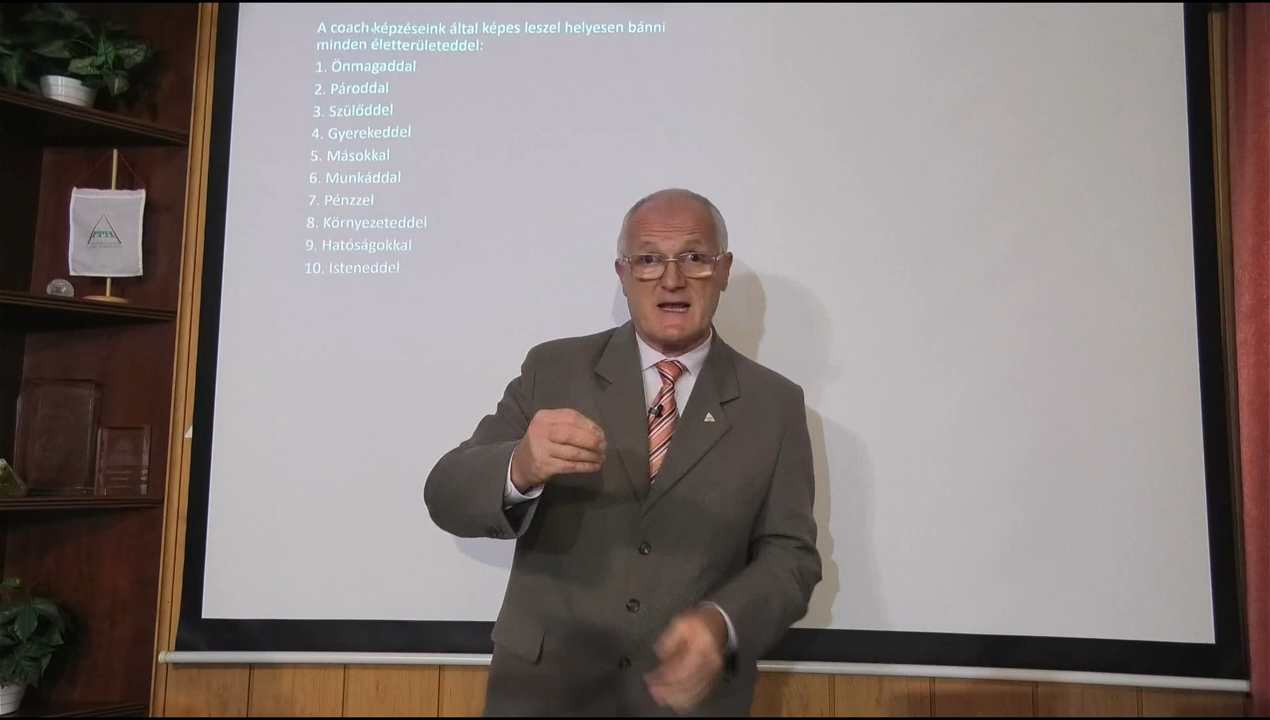 A coach képzéseink által képes leszel helyesen bánni
minden életterületeddel:
1. Önmagaddal
2. Pároddal
3. Szülőddel
4. Gyerekeddel
5. Másokkal
6. Munkáddal
7. Pénzzel
8. Környezeteddel
9. Hatóságokkal
10. Isteneddel